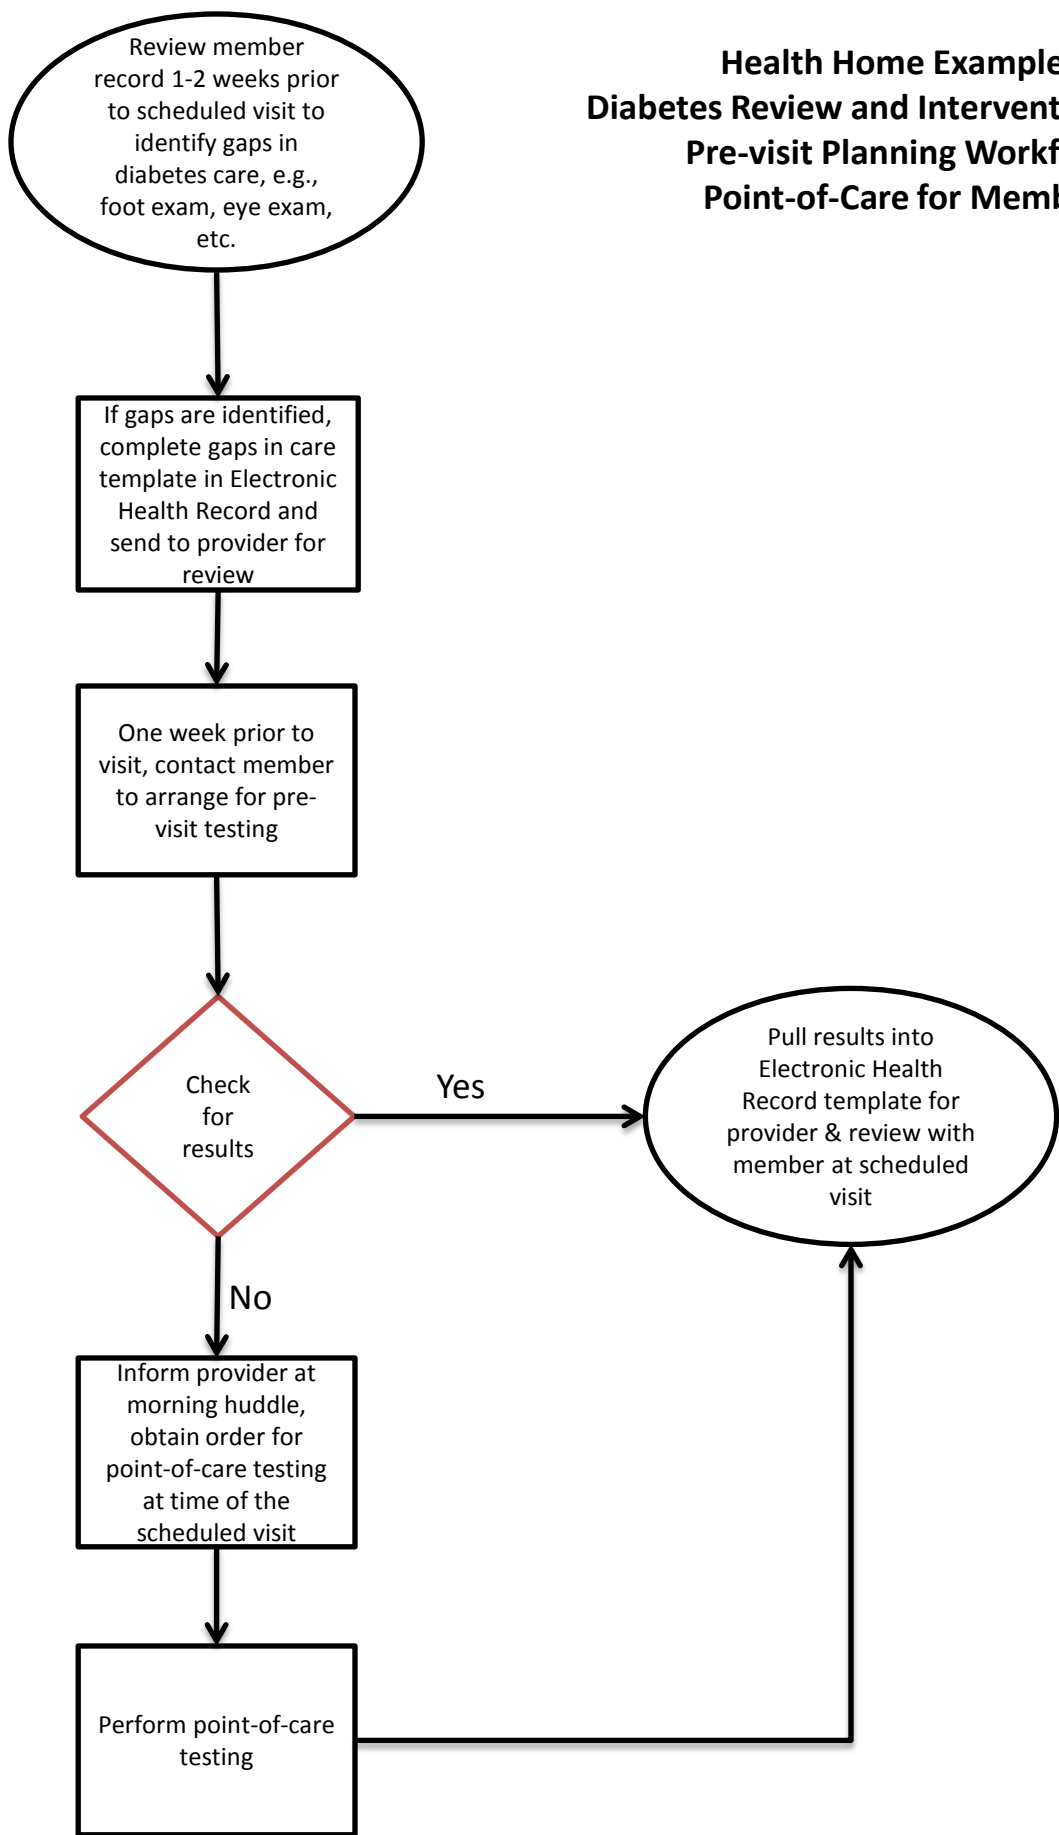 Health Home Example
Diabetes Review and Intervent
Pre-visit Planning Workf
Point-of-Care for Memb
Review member
record 1-2 weeks prior
to scheduled visit to
identify gaps in
diabetes care, e.g.,
foot exam, eye exam,
etc.
If gaps are identified,
complete gaps in care
template in Electronic
Health Record and
send to provider for
review
One week prior to
visit, contact member
to arrange for pre-
visit testing
Check
for
results
Yes
Pull results into
Electronic Health
Record template for
provider & review with
member at scheduled
visit
No
Inform provider at
morning huddle,
obtain order for
point-of-care testing
at time of the
scheduled visit
Perform point-of-care
testing